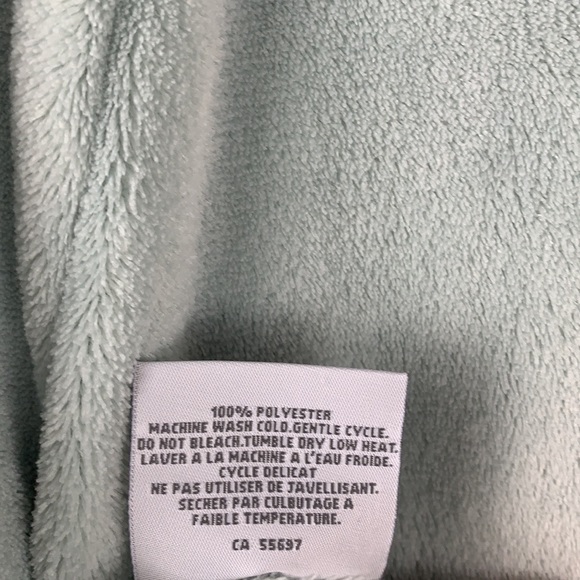 100% POLYESTER
MACHINE WASH COLD.GENTLE CYCLE.
DO NOT BLEACH.TUMBLE DRY LOW HEAT.
LAVER A LA MACHINE A L'EAU FROIDE.
CYCLE DELICAT
NE PAS UTILISER DE JAVELLISANT.
SECHER PAR CULBUTAGE A
FAIBLE TEMPERATURE.
CA 55697